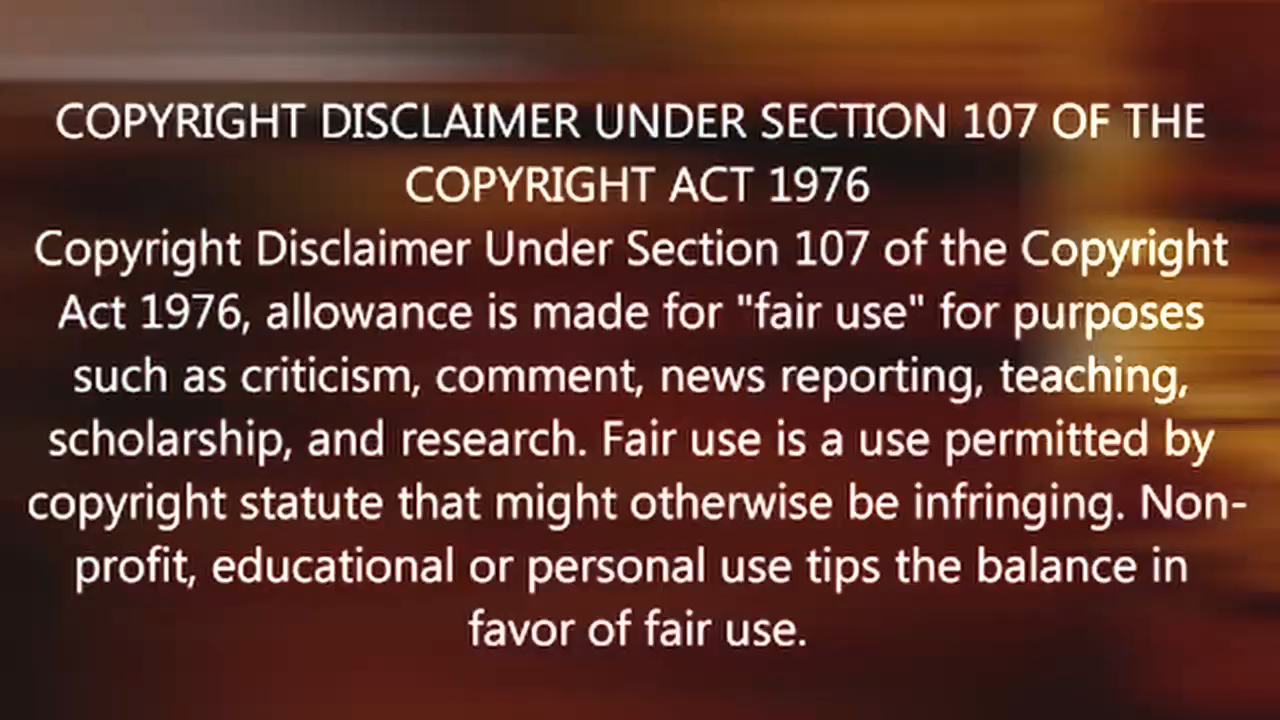 COPYRIGHT DISCLAIMER UNDER SECTION 107 OF THE
COPYRIGHT ACT 1976
Copyright Disclaimer Under Section 107 of the Copyright
Act 1976, allowance is made for "fair use" for purposes
such as criticism, comment, news reporting, teaching,
scholarship, and research. Fair use is a use permitted by
copyright statute that might otherwise be infringing. Non-
profit, educational or personal use tips the balance in
favor of fair use.